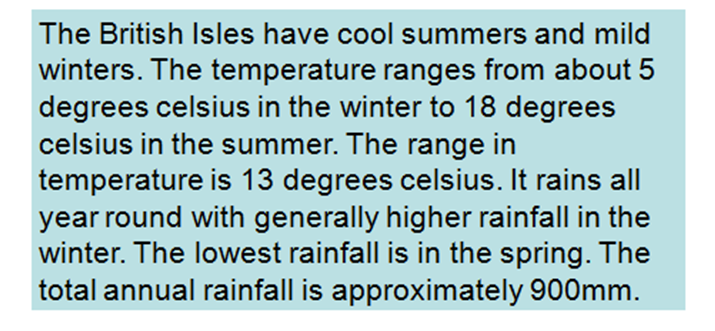 The British Isles have cool summers and mild
winters. The temperature ranges from about 5
degrees celsius in the winter to 18 degrees
celsius in the summer. The range in
temperature is 13 degrees celsius. It rains all
year round with generally higher rainfall in the
winter. The lowest rainfall is in the spring. The
total annual rainfall is approximately 900mm.